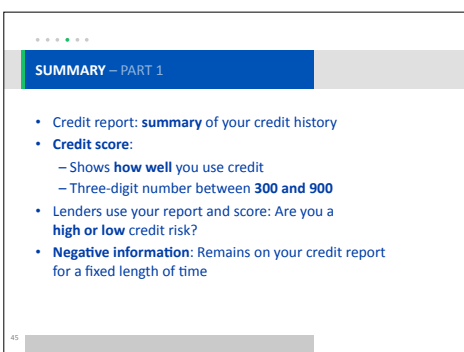 SUMMARY – PART 1
• Credit report: summary of your credit history
• Credit score:
– Shows how well you use credit
– Three-digit number between 300 and 900
• Lenders use your report and score: Are you a
high or low credit risk?
• Negative information: Remains on your credit report
for a fixed length of time
45